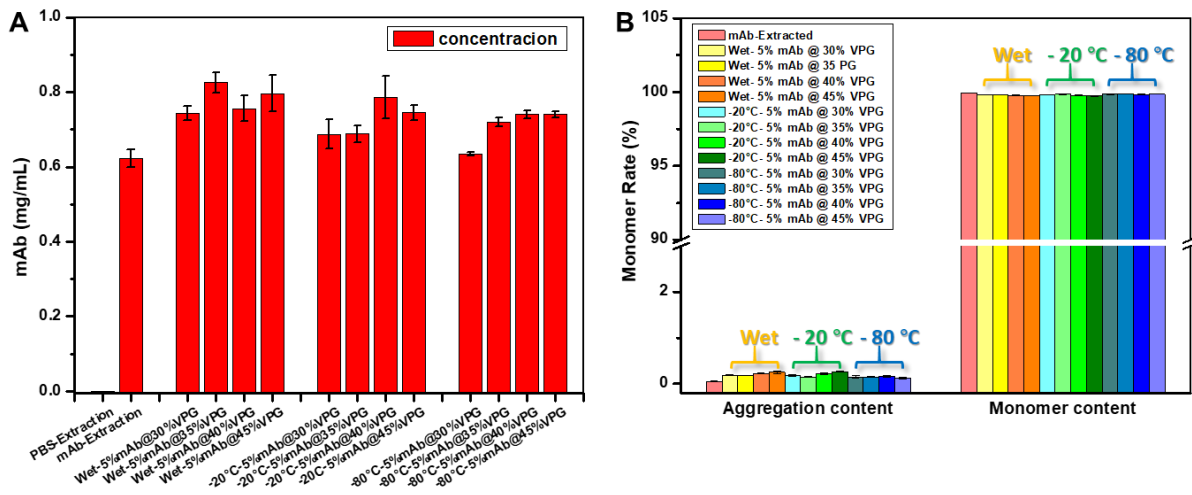 A
1.0
0.8
0.6
0.4
0.2
0.0
mAb (mg/mL)
concentracion
PBS-Extraction
mAb-Extraction
Wet-5%mAb@30%VPG
Wet-5%mAb@35%VPG
Wet-5%mAb@40%VPG
Wet-5%mAb@45%VPG
-20°C-5%mAb@30%VPG
-20°C-5%mAb@35%VPG
-20°C-5%mAb@40%VPG
-20C-5%mAb@45%VPG
-80°C-5%mAb@30%VPG
-80°C-5%mAb@35%VPG
-80°C-5%mAb@40%VPG
-80°C-5%mAb@45%VPG
B
105
100
95
90
2
0
Monomer Rate (%)
mAb-Extracted
Wet- 5% mAb @ 30% VPG
Wet- 5% mAb @ 35 PG
Wet- 5% mAb @ 40% VPG
Wet- 5% mAb @ 45% VPG
-20°C- 5% mAb @ 30% VPG
-20°C- 5% mAb @ 35% VPG
-20°C- 5% mAb @ 40% VPG
-20°C- 5% mAb @ 45% VPG
-80°C- 5% mAb @ 30% VPG
-80°C- 5% mAb @ 35% VPG
-80°C- 5% mAb @ 40% VPG
-80°C- 5% mAb @ 45% VPG
Wet - 20 °C - 80 °C
Wet - 20 °C - 80 °C
Aggregation content
Monomer content